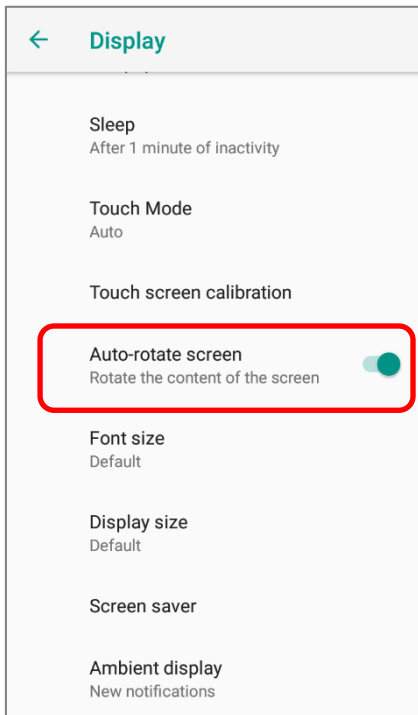 Display
Sleep
After 1 minute of inactivity
Touch Mode
Auto
Touch screen calibration
Auto-rotate screen
Rotate the content of the screen
Font size
Default
Display size
Default
Screen saver
Ambient display
New notifications